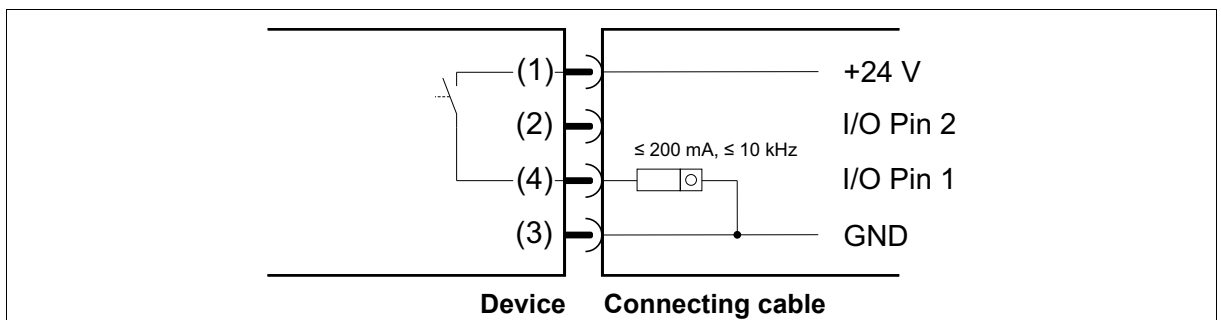 (1) +24 V
(2) I/O Pin 2
≤ 200 mA, ≤ 10 kHz
(4) I/O Pin 1
(3) GND
Device Connecting cable